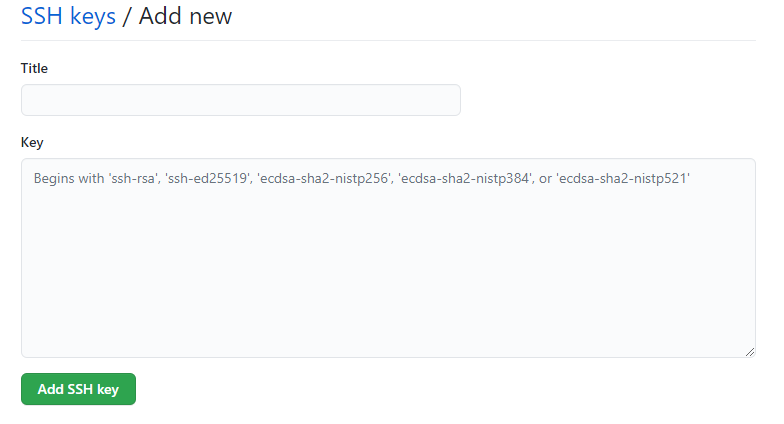 SSH keys / Add new
Title
Key
Begins with 'ssh-rsa', 'ssh-ed25519', 'ecdsa-sha2-nistp256', 'ecdsa-sha2-nistp384', or 'ecdsa-sha2-nistp521'
Add SSH key